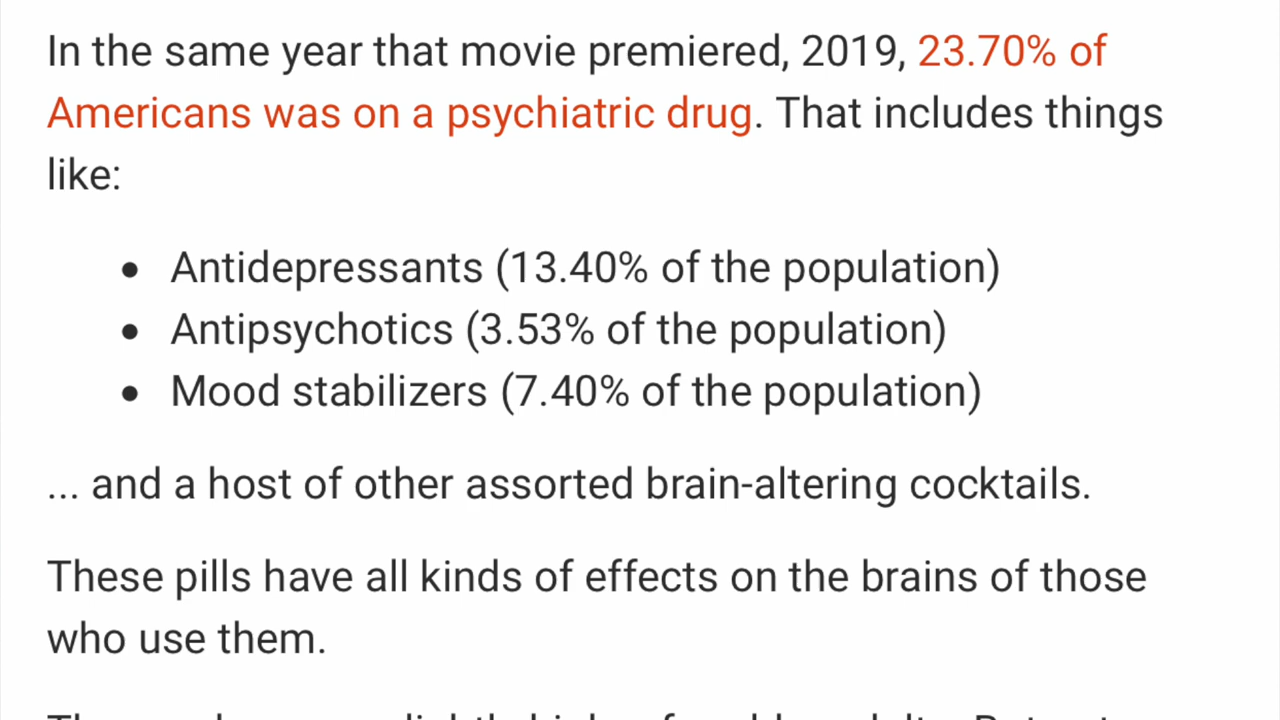 In the same year that movie premiered, 2019, 23.70% of
Americans was on a psychiatric drug. That includes things
like:
• Antidepressants (13.40% of the population)
• Antipsychotics (3.53% of the population)
• Mood stabilizers (7.40% of the population)
... and a host of other assorted brain-altering cocktails.
These pills have all kinds of effects on the brains of those
who use them.